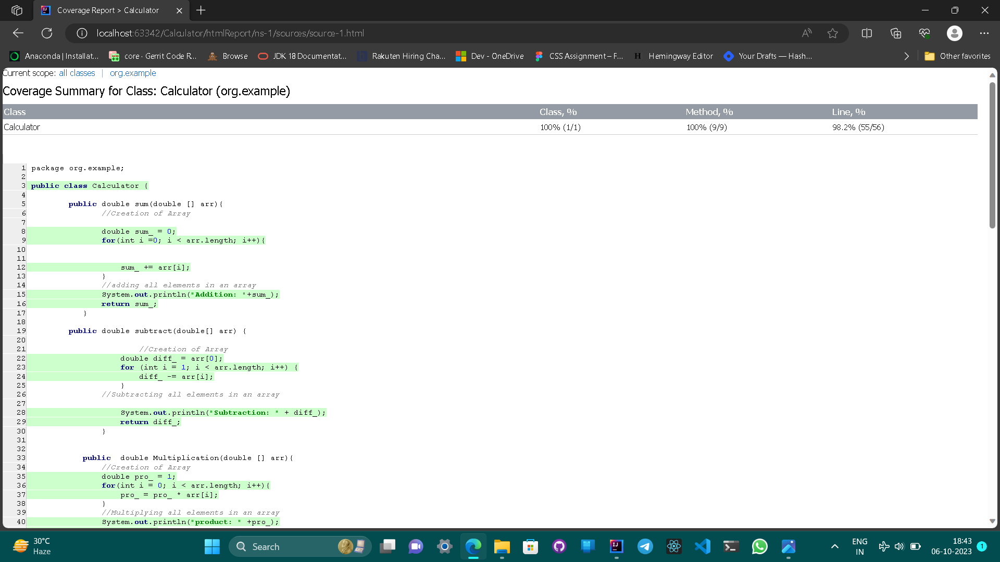 Coverage Report > Calculator
localhost:63342/Calculator/htmlReport/ns-1/sources/source-1.html
Anaconda | Installat...
core · Gerrit Code R...
Browse
JDK 18 Documentat...
Rakuten Hiring Cha...
Dev - OneDrive
CSS Assignment – F...
H Hemingway Editor
Your Drafts — Hash...
Other favorites
Current scope: all classes | org.example
Coverage Summary for Class: Calculator (org.example)
Class Class, % Method, % Line, %
Calculator 100% (1/1) 100% (9/9) 98.2% (55/56)
1 package org.example;
2
3 public class Calculator {
4
5 public double sum(double [] arr){
6 //Creation of Array
7
8 double sum_ = 0;
9 for(int i =0; i < arr.length; i++){
10
11
12 sum_ += arr[i];
13 }
14 //adding all elements in an array
15 System.out.println("Addition: "+sum_);
16 return sum_;
17 }
18
19 public double subtract(double[] arr) {
20
21 //Creation of Array
22 double diff_ = arr[0];
23 for (int i = 1; i < arr.length; i++) {
24 diff_ -= arr[i];
25 }
26 //Subtracting all elements in an array
27
28 System.out.println("Subtraction: " + diff_);
29 return diff_;
30 }
31
32
33 public  double Multiplication(double [] arr){
34 //Creation of Array
35 double pro_ = 1;
36 for(int i = 0; i < arr.length; i++){
37 pro_ = pro_ * arr[i];
38 }
39 //Multiplying all elements in an array
40 System.out.println("product: " +pro_);
30°C
Haze
Search
ENG
IN
18:43
06-10-2023
1